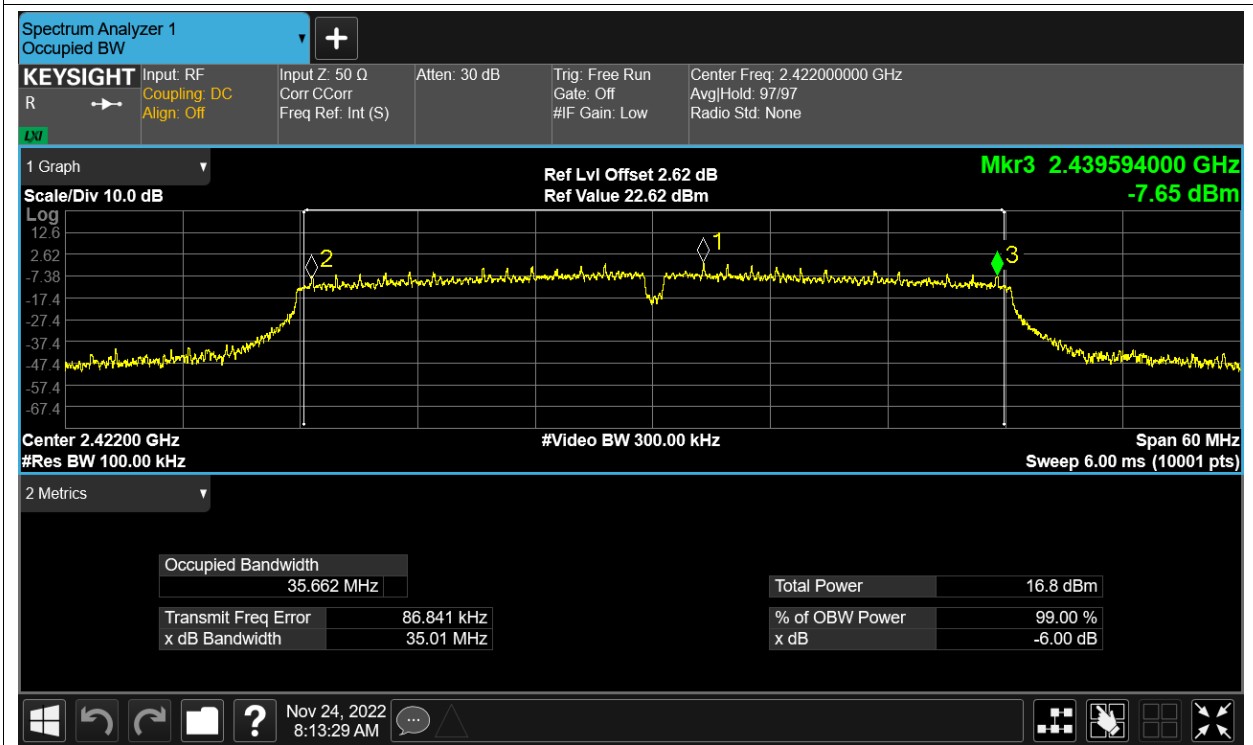 Spectrum Analyzer 1
Occupied BW
KEYSIGHT
R
LXI
Input: RF
Coupling: DC
Align: Off
Input Z: 50 Ω
Corr CCorr
Freq Ref: Int (S)
Atten: 30 dB
Trig: Free Run
Gate: Off
#IF Gain: Low
Center Freq: 2.422000000 GHz
Avg|Hold: 97/97
Radio Std: None
1 Graph
Scale/Div 10.0 dB
Ref Lvl Offset 2.62 dB
Ref Value 22.62 dBm
Mkr3 2.439594000 GHz
-7.65 dBm
Log
12.6
2.62
-7.38
-17.4
-27.4
-37.4
-47.4
-57.4
-67.4
2
1
3
Center 2.42200 GHz
#Video BW 300.00 kHz
Span 60 MHz
#Res BW 100.00 kHz
Sweep 6.00 ms (10001 pts)
2 Metrics
Occupied Bandwidth
35.662 MHz
Total Power 16.8 dBm
Transmit Freq Error 86.841 kHz
% of OBW Power 99.00 %
x dB Bandwidth 35.01 MHz
x dB -6.00 dB
?
Nov 24, 2022
8:13:29 AM